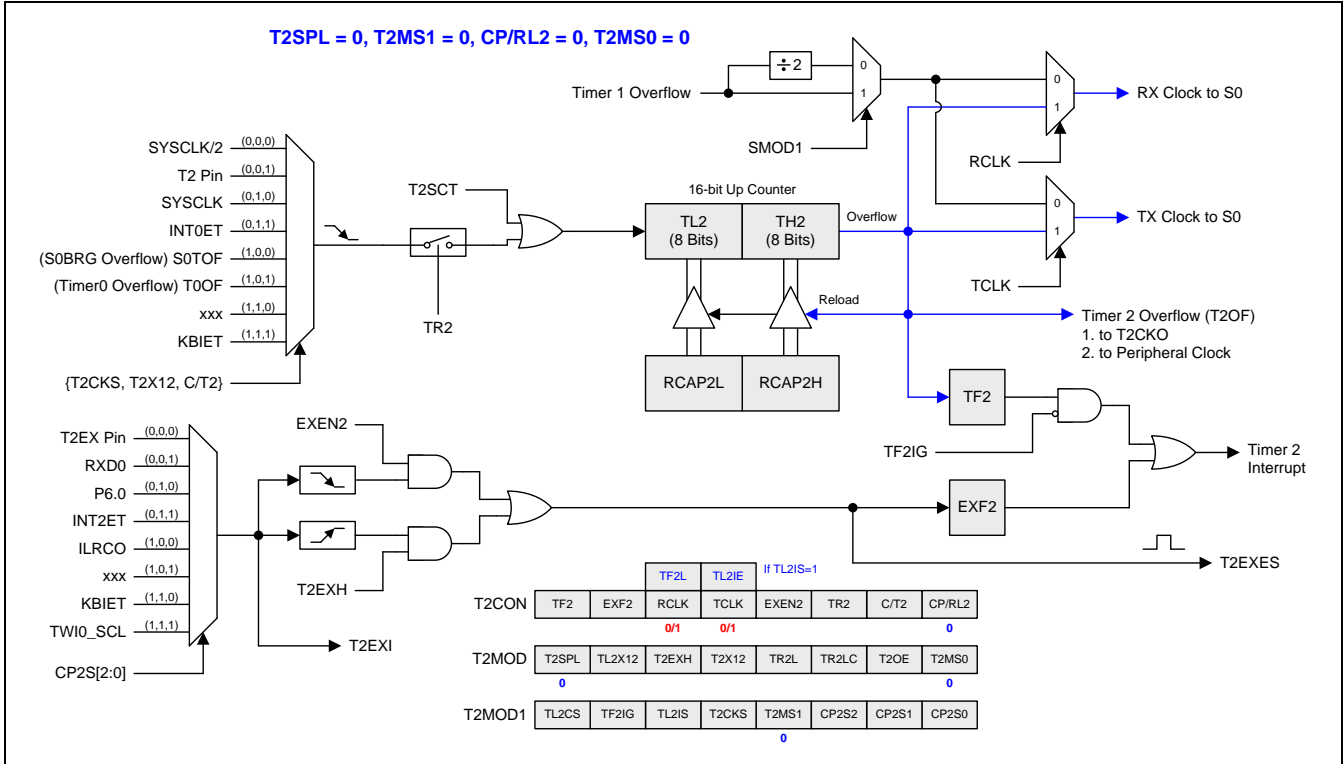 T2SPL = 0, T2MS1 = 0, CP/RL2 = 0, T2MS0 = 0
÷2
0
1
Timer 1 Overflow
SMOD1
0
1
RX Clock to S0
RCLK
0
1
TX Clock to S0
TCLK
SYSCLK/2 (0,0,0)
T2 Pin (0,0,1)
SYSCLK (0,1,0)
INT0ET (0,1,1)
(S0BRG Overflow) S0TOF (1,0,0)
(Timer0 Overflow) T0OF (1,0,1)
xxx (1,1,0)
KBIET (1,1,1)
{T2CKS, T2X12, C/T2}
TR2
T2SCT
16-bit Up Counter
TL2
(8 Bits)
TH2
(8 Bits)
Overflow
Reload
RCAP2L
RCAP2H
Timer 2 Overflow (T2OF)
1. to T2CKO
2. to Peripheral Clock
TF2
TF2IG
Timer 2
Interrupt
EXF2
T2EXES
T2EX Pin (0,0,0)
RXD0 (0,0,1)
P6.0 (0,1,0)
INT2ET (0,1,1)
ILRCO (1,0,0)
xxx (1,0,1)
KBIET (1,1,0)
TWI0_SCL (1,1,1)
CP2S[2:0]
EXEN2
T2EXH
T2EXI
TF2L TL2IE If TL2IS=1
T2CON TF2 EXF2 RCLK TCLK EXEN2 TR2 C/T2 CP/RL2
0/1 0/1 0
T2MOD T2SPL TL2X12 T2EXH T2X12 TR2L TR2LC T2OE T2MS0
0 0
T2MOD1 TL2CS TF2IG TL2IS T2CKS T2MS1 CP2S2 CP2S1 CP2S0
0